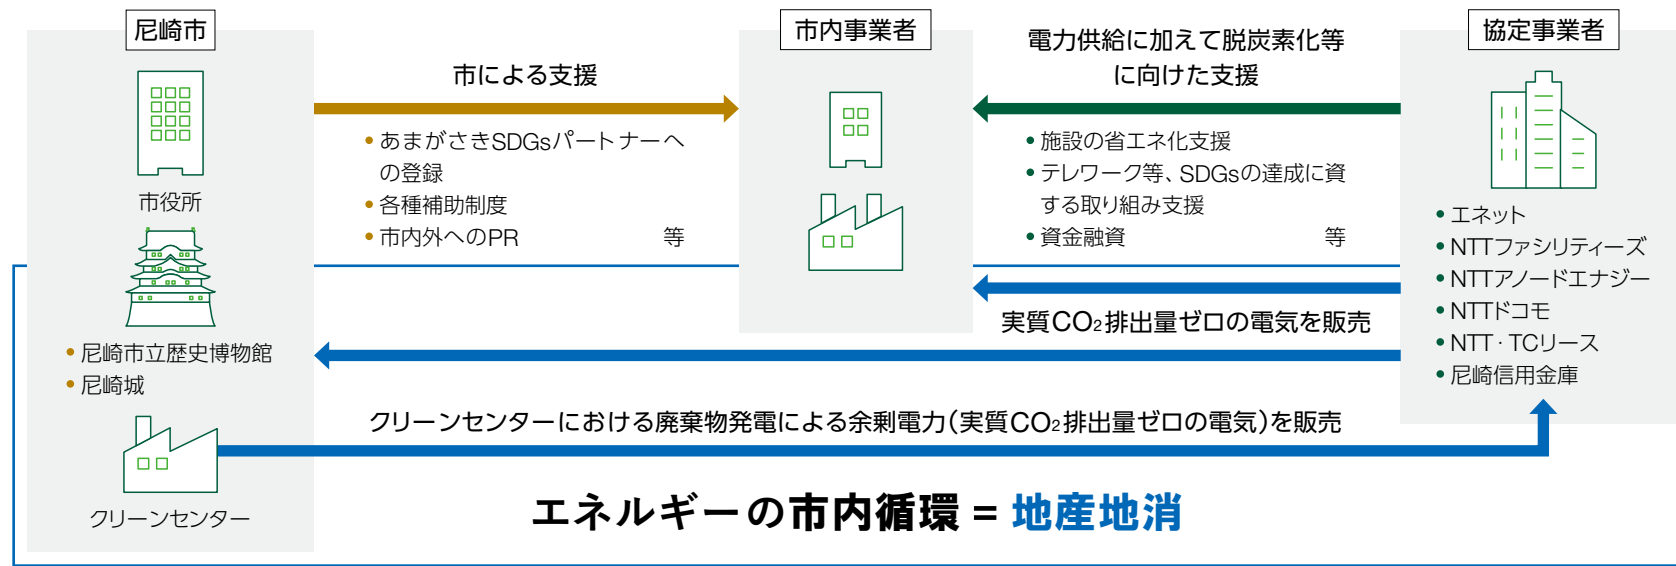 尼崎市
市役所
• 尼崎市立歴史博物館
• 尼崎城
クリーンセンター
市による支援
• あまがさきSDGsパートナーへ
の登録
• 各種補助制度
• 市内外へのPR 等
市内事業者
電力供給に加えて脱炭素化等
に向けた支援
• 施設の省エネ化支援
• テレワーク等、SDGsの達成に資
する取り組み支援
• 資金融資 等
協定事業者
• エネット
• NTTファシリティーズ
• NTTアノードエナジー
• NTTドコモ
• NTT・TCリース
• 尼崎信用金庫
実質CO₂排出量ゼロの電気を販売
クリーンセンターにおける廃棄物発電による余剰電力(実質CO₂排出量ゼロの電気)を販売
エネルギーの市内循環 = 地産地消